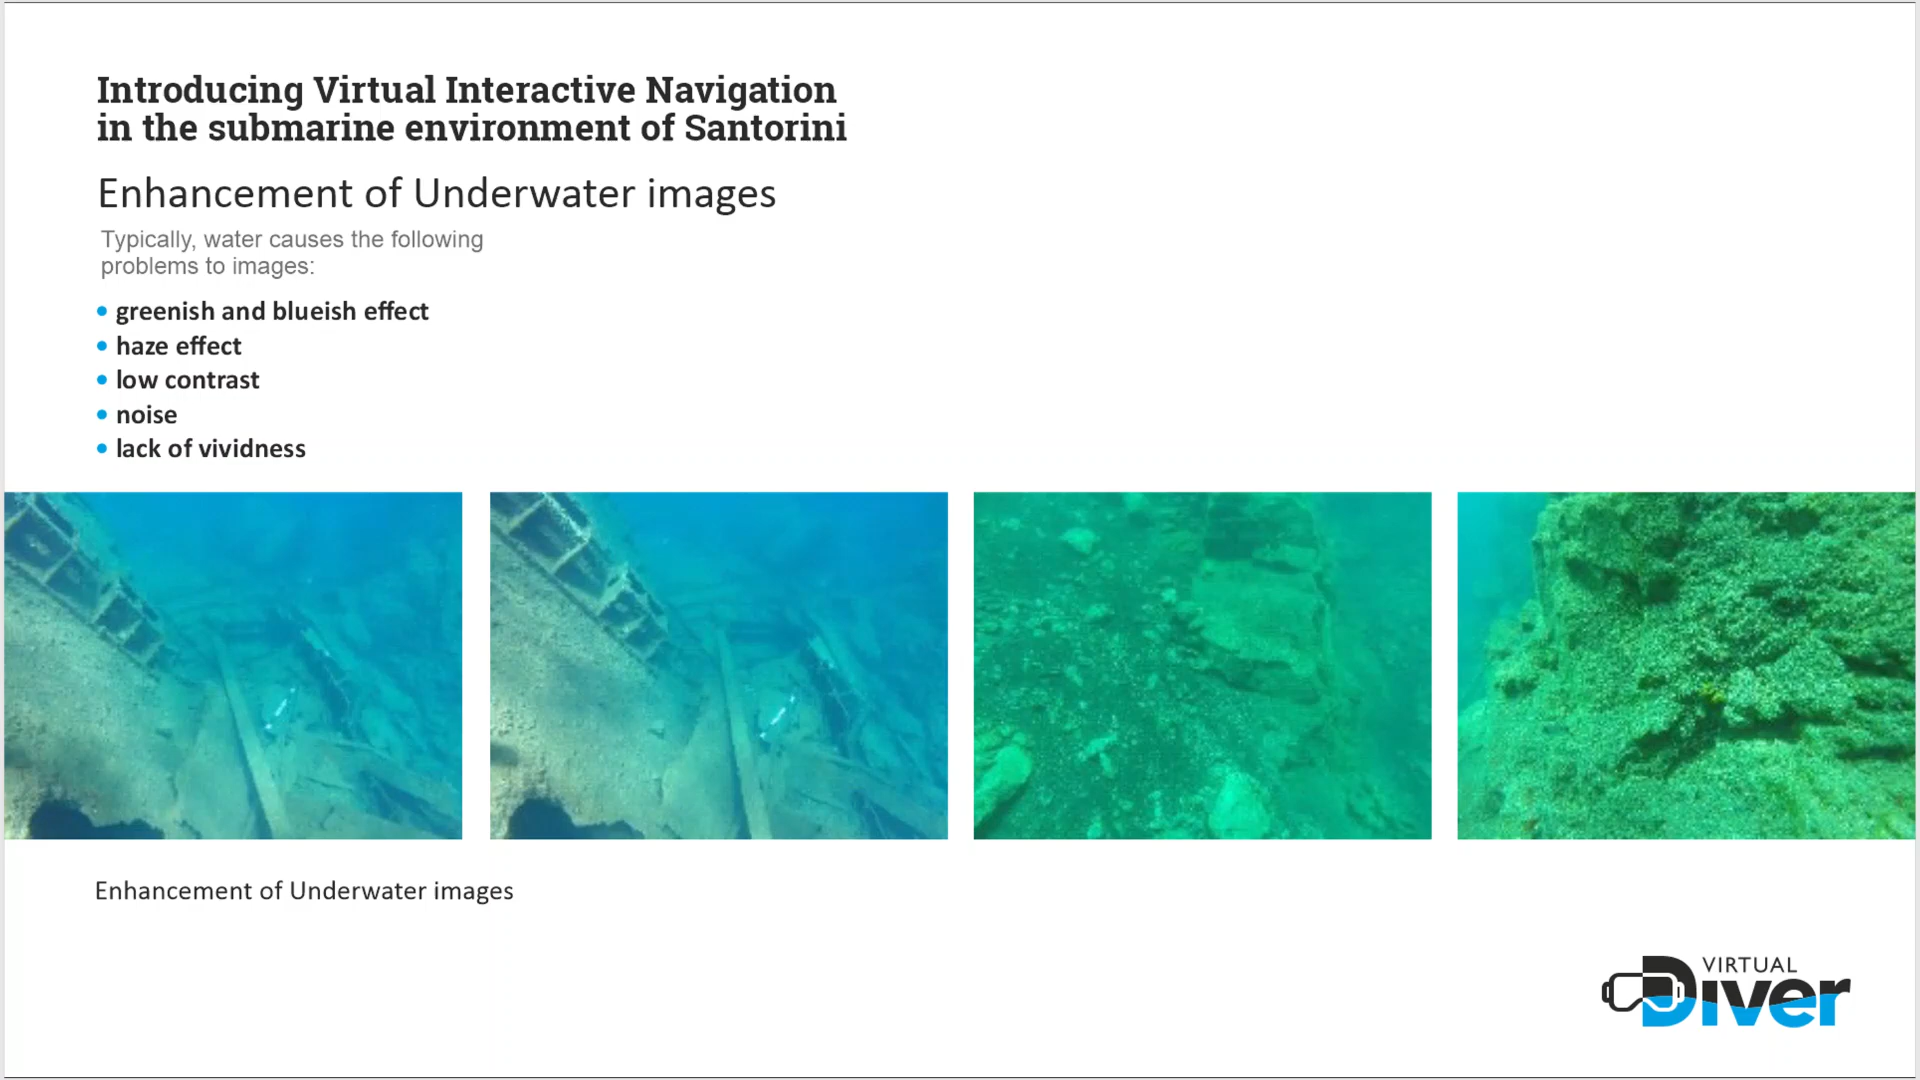 Introducing Virtual Interactive Navigation
in the submarine environment of Santorini
Enhancement of Underwater images
Typically, water causes the following
problems to images:
• greenish and blueish effect
• haze effect
• low contrast
• noise
• lack of vividness
Enhancement of Underwater images
VIRTUAL
Diver